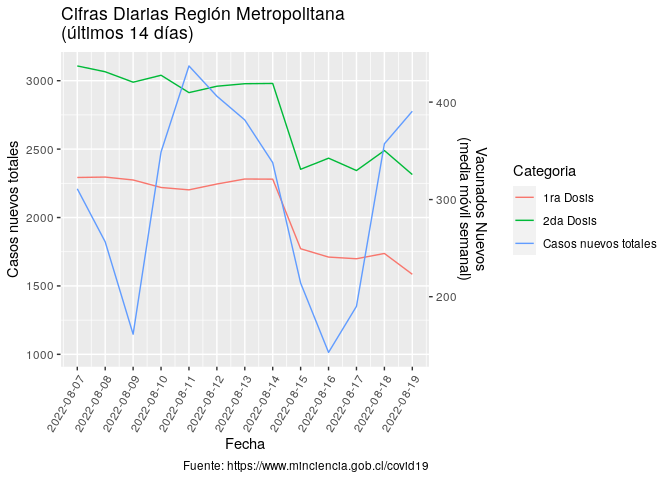 Cifras Diarias Región Metropolitana
(últimos 14 días)
Casos nuevos totales
3000
2500
2000
1500
1000
400
300
200
Vacunados Nuevos
(media móvil semanal)
Categoria
1ra Dosis
2da Dosis
Casos nuevos totales
2022-08-07
2022-08-08
2022-08-09
2022-08-10
2022-08-11
2022-08-12
2022-08-13
2022-08-14
2022-08-15
2022-08-16
2022-08-17
2022-08-18
2022-08-19
Fecha
Fuente: https://www.minciencia.gob.cl/covid19